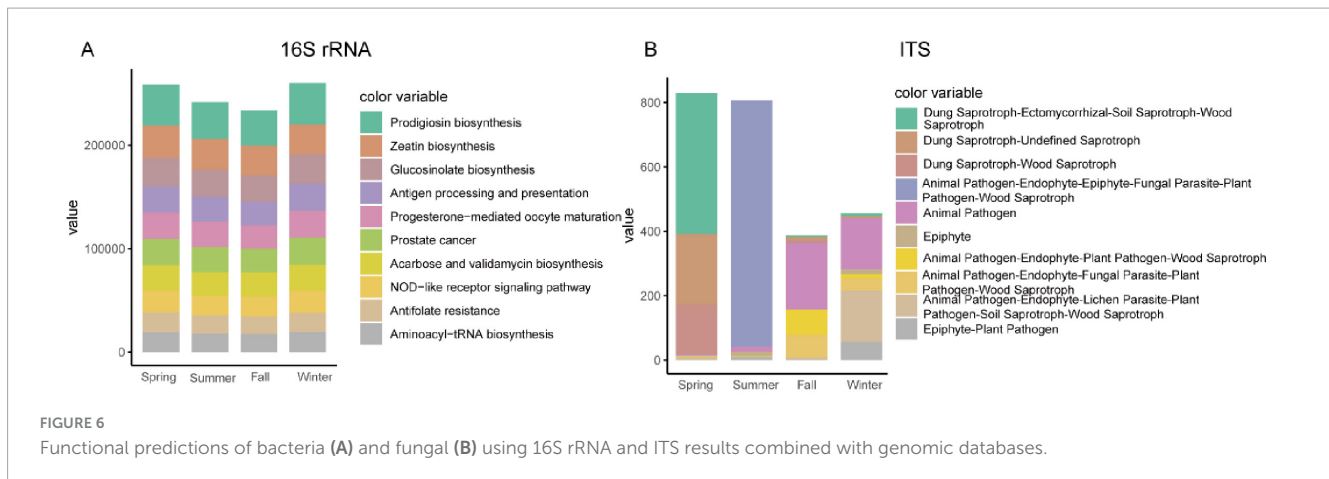 A
16S rRNA
value
200000
100000
0
Spring
Summer
Fall
Winter
color variable
Prodigiosin biosynthesis
Zeatin biosynthesis
Glucosinolate biosynthesis
Antigen processing and presentation
Progesterone−mediated oocyte maturation
Prostate cancer
Acarbose and validamycin biosynthesis
NOD−like receptor signaling pathway
Antifolate resistance
Aminoacyl−tRNA biosynthesis
B
ITS
value
800
600
400
200
0
Spring
Summer
Fall
Winter
color variable
Dung Saprotroph-Ectomycorrhizal-Soil Saprotroph-Wood
Saprotroph
Dung Saprotroph-Undefined Saprotroph
Dung Saprotroph-Wood Saprotroph
Animal Pathogen-Endophyte-Epiphyte-Fungal Parasite-Plant
Pathogen-Wood Saprotroph
Animal Pathogen
Epiphyte
Animal Pathogen-Endophyte-Plant Pathogen-Wood Saprotroph
Animal Pathogen-Endophyte-Fungal Parasite-Plant
Pathogen-Wood Saprotroph
Animal Pathogen-Endophyte-Lichen Parasite-Plant
Pathogen-Soil Saprotroph-Wood Saprotroph
Epiphyte-Plant Pathogen
FIGURE 6
Functional predictions of bacteria (A) and fungal (B) using 16S rRNA and ITS results combined with genomic databases.